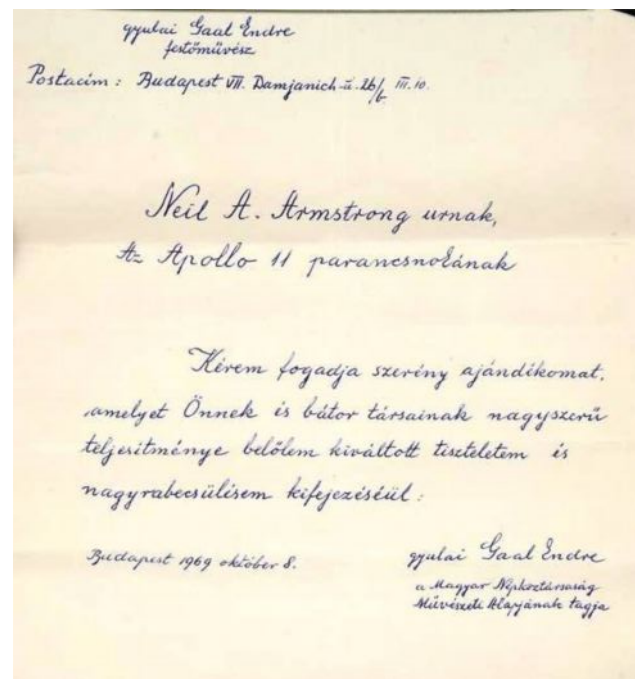 gyulai Gaal Endre
festőművész
Postacím : Budapest VII. Damjanich-u. 26/b III. 10.
Neil A. Armstrong urnak,
Az Apollo 11 parancsnokának
Kérem fogadja szerény ajándékomat,
amelyet Önnek és bátor társainak nagyszerű
teljesitménye belőlem kiváltott tiszteletem és
nagyrabecsülésem kifejezéséül :
Budapest 1969 október 8.
gyulai Gaal Endre
a Magyar Népköztársaság
Művészeti Alapjának tagja